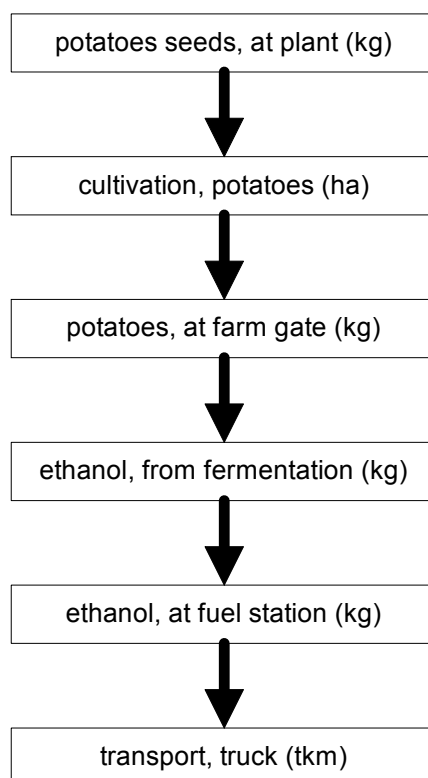 potatoes seeds, at plant (kg)
cultivation, potatoes (ha)
potatoes, at farm gate (kg)
ethanol, from fermentation (kg)
ethanol, at fuel station (kg)
transport, truck (tkm)